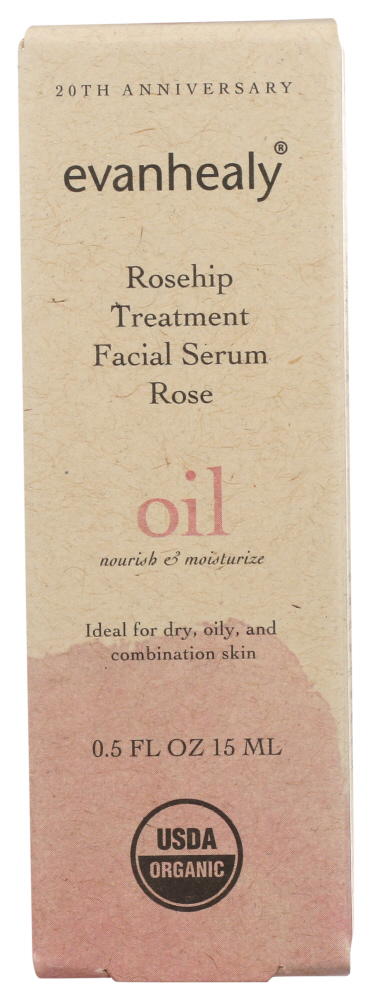 20TH ANNIVERSARY
evanhealy®
Rosehip
Treatment
Facial Serum
Rose
oil
nourish & moisturize
Ideal for dry, oily, and
combination skin
0.5 FL OZ 15 ML
USDA
ORGANIC